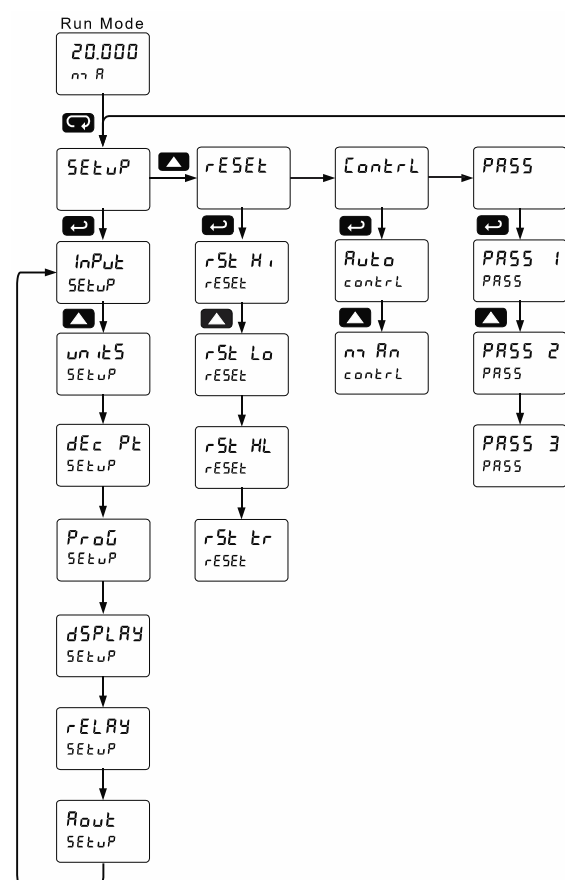 Run Mode
20.000
mA
SEtuP
rESEt
ContrL
PASS
InPut
SEtuP
rSt Hi
rESEt
Auto
contrL
PASS 1
PASS
unitS
SEtuP
rSt Lo
rESEt
mAn
contrL
PASS 2
PASS
dEc Pt
SEtuP
rSt HL
rESEt
PASS 3
PASS
ProG
SEtuP
rSt tr
rESEt
dSPLAY
SEtuP
rELAY
SEtuP
Aout
SEtuP